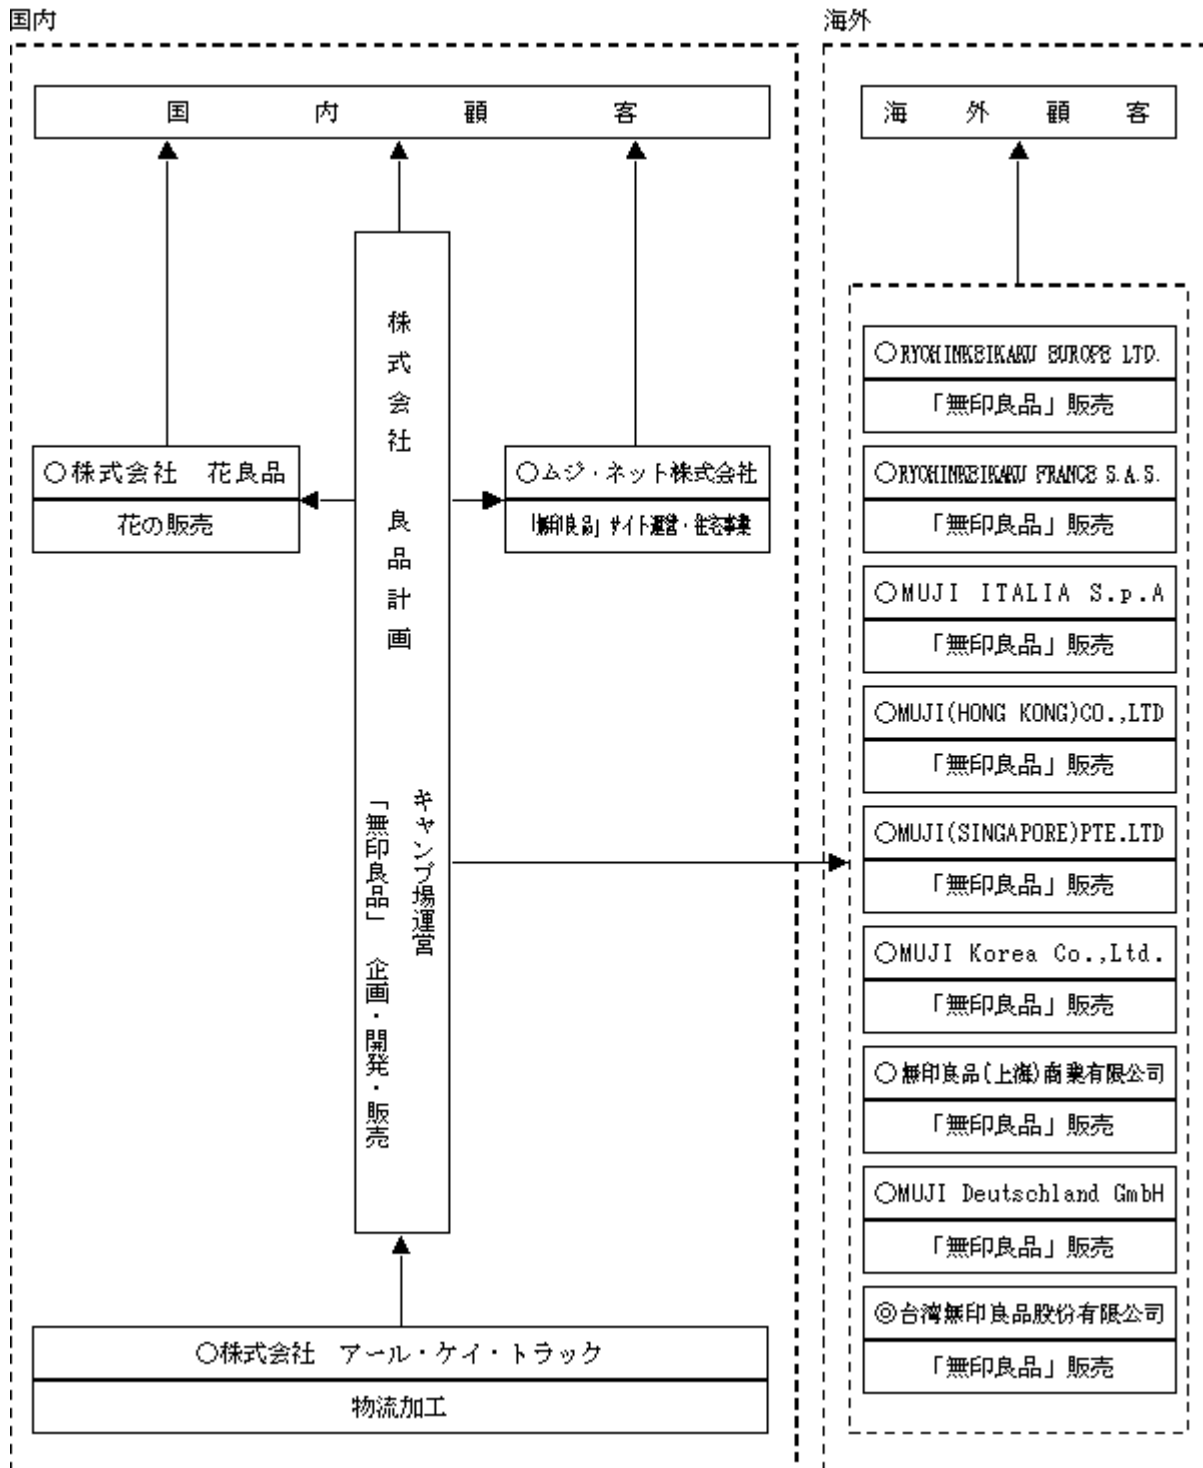 国内
国内顧客
株式会社 良品計画
キャンプ場運営
「無印良品」 企画・開発・販売
○株式会社 花良品
花の販売
○ムジ・ネット株式会社
「無印良品」サイト運営・住宅事業
○株式会社 アール・ケイ・トラック
物流加工
海外
海外顧客
○RYOHINKEIKAKU EUROPE LTD.
「無印良品」販売
○RYOHINKEIKAKU FRANCE S.A.S.
「無印良品」販売
○MUJI ITALIA S.p.A
「無印良品」販売
○MUJI(HONG KONG)CO.,LTD
「無印良品」販売
○MUJI(SINGAPORE)PTE.LTD
「無印良品」販売
○MUJI Korea Co.,Ltd.
「無印良品」販売
○無印良品(上海)商業有限公司
「無印良品」販売
○MUJI Deutschland GmbH
「無印良品」販売
◎台湾無印良品股份有限公司
「無印良品」販売